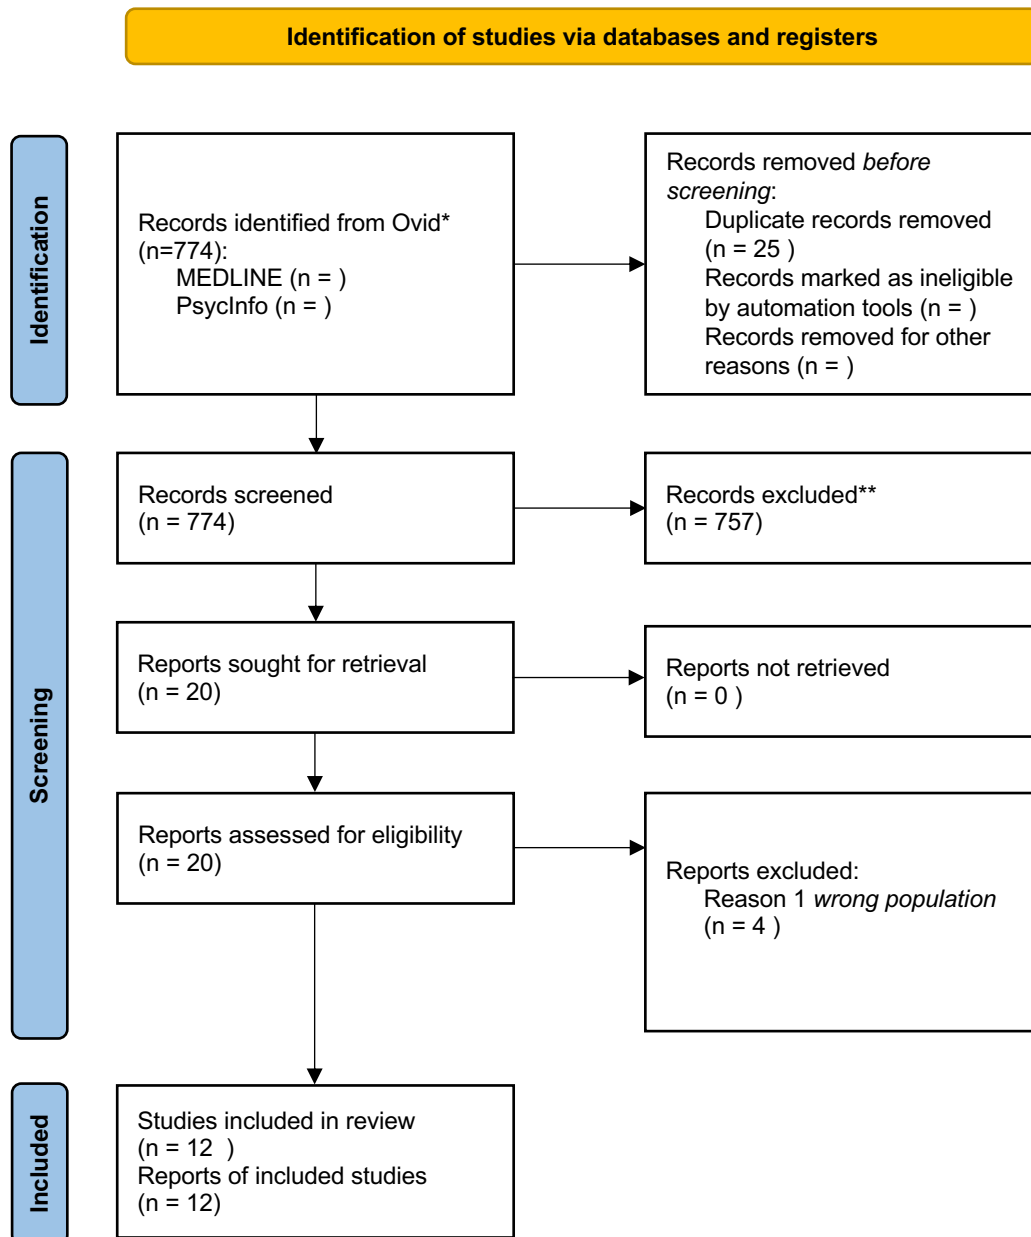 Identification of studies via databases and registers
Identification
Records identified from Ovid*
(n=774):
MEDLINE (n = )
PsycInfo (n = )
Records removed before
screening:
Duplicate records removed
(n = 25 )
Records marked as ineligible
by automation tools (n = )
Records removed for other
reasons (n = )
Screening
Records screened
(n = 774)
Records excluded**
(n = 757)
Reports sought for retrieval
(n = 20)
Reports not retrieved
(n = 0 )
Reports assessed for eligibility
(n = 20)
Reports excluded:
Reason 1 wrong population
(n = 4 )
Included
Studies included in review
(n = 12 )
Reports of included studies
(n = 12)